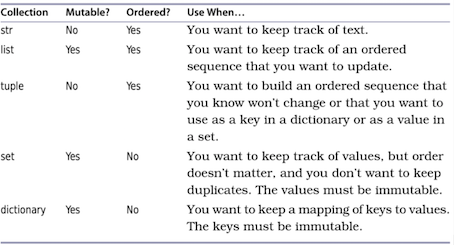 Collection Mutable? Ordered? Use When…
str No Yes You want to keep track of text.
list Yes Yes You want to keep track of an ordered
sequence that you want to update.
tuple No Yes You want to build an ordered sequence that
you know won't change or that you want to
use as a key in a dictionary or as a value in
a set.
set Yes No You want to keep track of values, but order
doesn't matter, and you don't want to keep
duplicates. The values must be immutable.
dictionary Yes No You want to keep a mapping of keys to values.
The keys must be immutable.